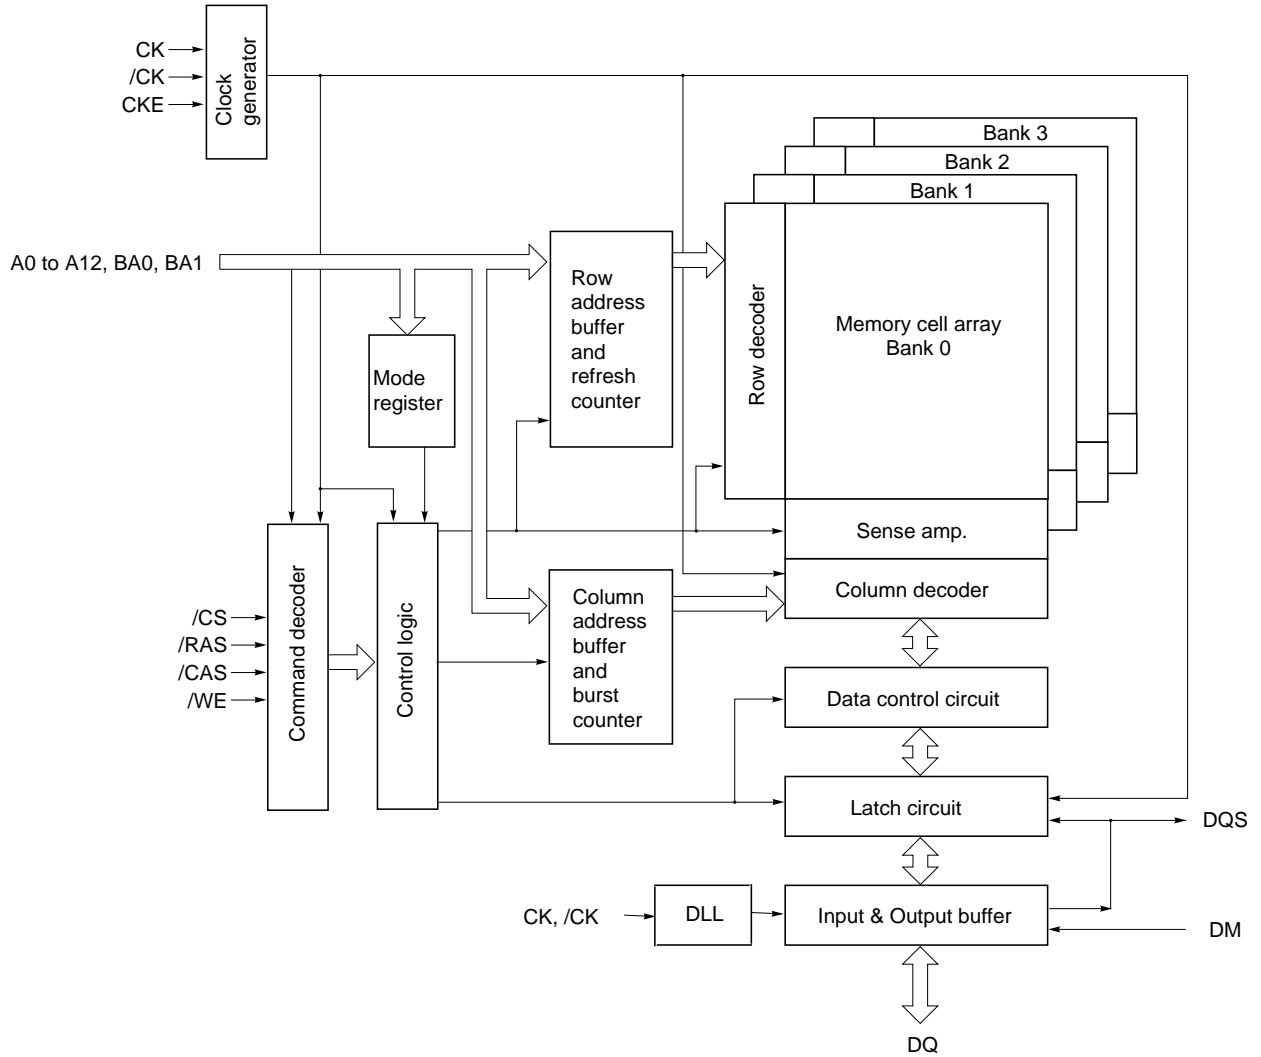 CK
/CK
CKE
Clock
generator
Bank 3
Bank 2
Bank 1
A0 to A12, BA0, BA1
Row
address
buffer
and
refresh
counter
Row decoder
Memory cell array
Bank 0
Mode
register
Sense amp.
Column decoder
/CS
/RAS
/CAS
/WE
Command decoder
Control logic
Column
address
buffer
and
burst
counter
Data control circuit
Latch circuit
DQS
CK, /CK
DLL
Input & Output buffer
DM
DQ